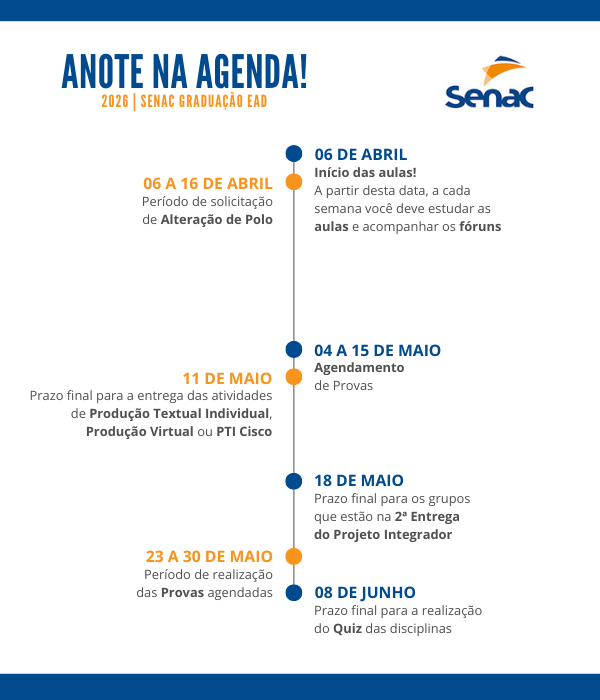 ANOTE NA AGENDA!
2026 | SENAC GRADUAÇÃO EAD
Senac
06 DE ABRIL
Início das aulas!
A partir desta data, a cada
semana você deve estudar as
aulas e acompanhar os fóruns
06 A 16 DE ABRIL
Período de solicitação
de Alteração de Polo
04 A 15 DE MAIO
Agendamento
de Provas
11 DE MAIO
Prazo final para a entrega das atividades
de Produção Textual Individual,
Produção Virtual ou PTI Cisco
18 DE MAIO
Prazo final para os grupos
que estão na 2ª Entrega
do Projeto Integrador
23 A 30 DE MAIO
Período de realização
das Provas agendadas
08 DE JUNHO
Prazo final para a realização
do Quiz das disciplinas